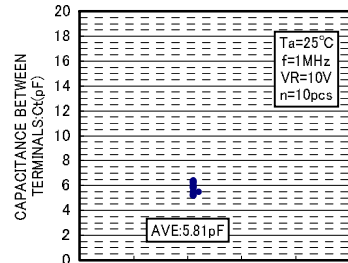 CAPACITANCE BETWEEN
TERMINALS:Ct(pF)
20
18
16
14
12
10
8
6
4
2
0
Ta=25°C
f=1MHz
VR=10V
n=10pcs
AVE:5.81pF